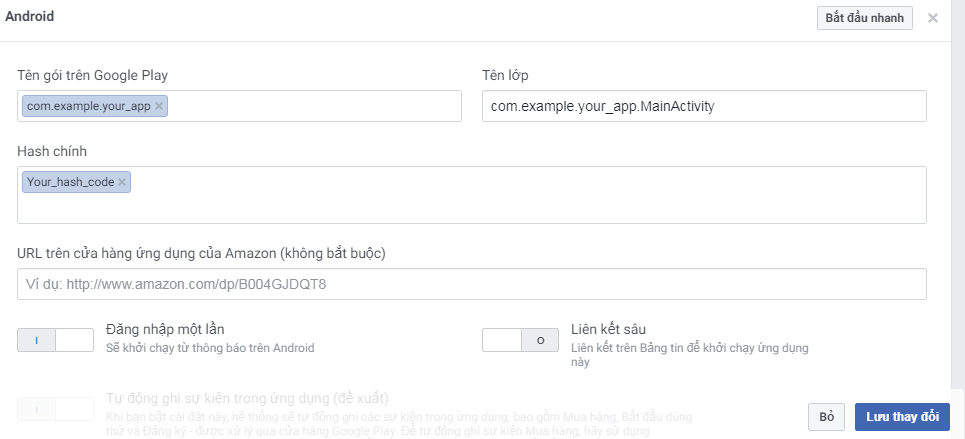 Android
Bắt đầu nhanh
Tên gói trên Google Play
Tên lớp
com.example.your_app
com.example.your_app.MainActivity
Hash chính
Your_hash_code
URL trên cửa hàng ứng dụng của Amazon (không bắt buộc)
Ví dụ: http://www.amazon.com/dp/B004GJDQT8
Đăng nhập một lần
Sẽ khởi chạy từ thông báo trên Android
Liên kết sâu
Liên kết trên Bảng tin để khởi chạy ứng dụng
này
Tự động ghi sự kiện trong ứng dụng (đề xuất)
Khi bạn bật cài đặt này, hệ thống sẽ tự động ghi các sự kiện trong ứng dụng, bao gồm Mua hàng, Bắt đầu dùng
thử và Đăng ký - được xử lý qua cửa hàng Google Play. Để tự động ghi sự kiện Mua hàng, hãy sử dụng
Bỏ
Lưu thay đổi